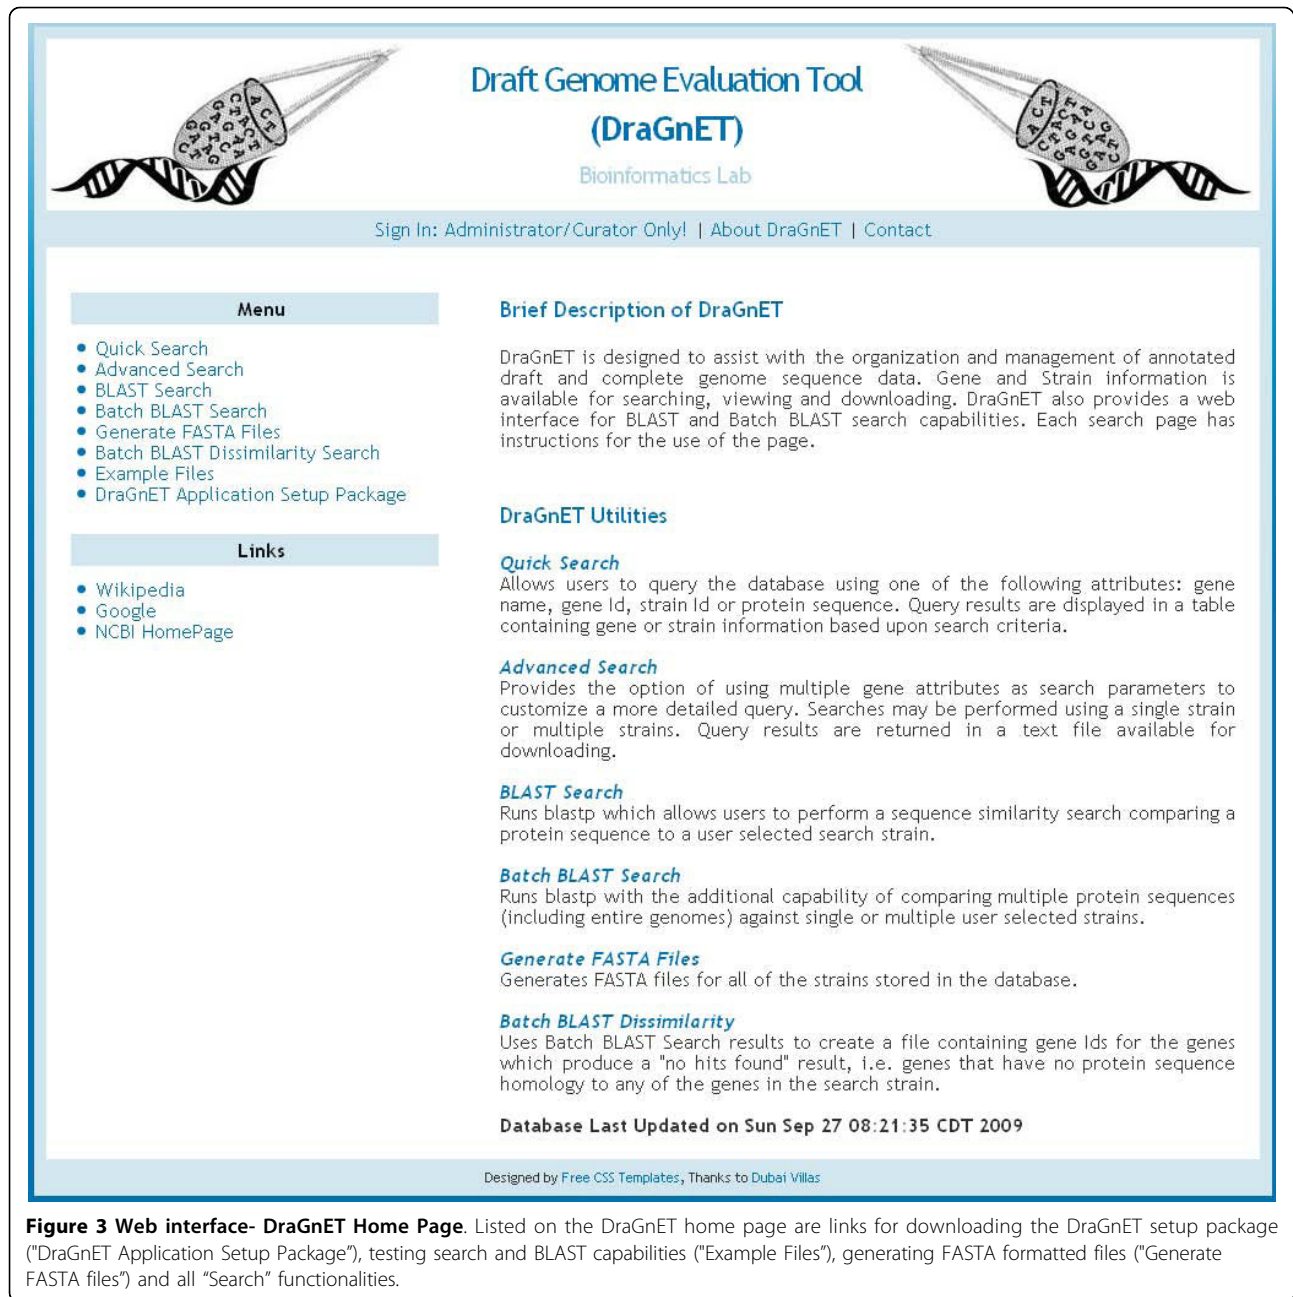 Draft Genome Evaluation Tool
(DraGnET)
Bioinformatics Lab
Sign In: Administrator/Curator Only! | About DraGnET | Contact
Menu
• Quick Search
• Advanced Search
• BLAST Search
• Batch BLAST Search
• Generate FASTA Files
• Batch BLAST Dissimilarity Search
• Example Files
• DraGnET Application Setup Package
Links
• Wikipedia
• Google
• NCBI HomePage
Brief Description of DraGnET
DraGnET is designed to assist with the organization and management of annotated
draft and complete genome sequence data. Gene and Strain information is
available for searching, viewing and downloading. DraGnET also provides a web
interface for BLAST and Batch BLAST search capabilities. Each search page has
instructions for the use of the page.
DraGnET Utilities
Quick Search
Allows users to query the database using one of the following attributes: gene
name, gene Id, strain Id or protein sequence. Query results are displayed in a table
containing gene or strain information based upon search criteria.
Advanced Search
Provides the option of using multiple gene attributes as search parameters to
customize a more detailed query. Searches may be performed using a single strain
or multiple strains. Query results are returned in a text file available for
downloading.
BLAST Search
Runs blastp which allows users to perform a sequence similarity search comparing a
protein sequence to a user selected search strain.
Batch BLAST Search
Runs blastp with the additional capability of comparing multiple protein sequences
(including entire genomes) against single or multiple user selected strains.
Generate FASTA Files
Generates FASTA files for all of the strains stored in the database.
Batch BLAST Dissimilarity
Uses Batch BLAST Search results to create a file containing gene Ids for the genes
which produce a "no hits found" result, i.e. genes that have no protein sequence
homology to any of the genes in the search strain.
Database Last Updated on Sun Sep 27 08:21:35 CDT 2009
Designed by Free CSS Templates, Thanks to Dubai Villas
Figure 3 Web interface- DraGnET Home Page. Listed on the DraGnET home page are links for downloading the DraGnET setup package
("DraGnET Application Setup Package"), testing search and BLAST capabilities ("Example Files"), generating FASTA formatted files ("Generate
FASTA files") and all "Search" functionalities.